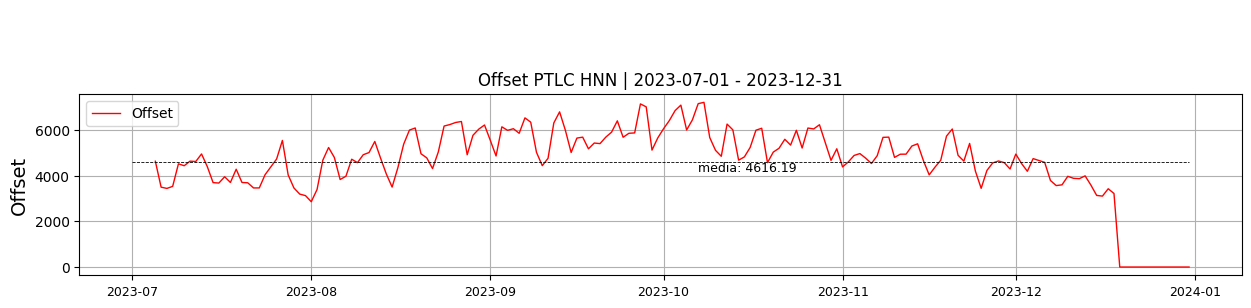 Offset PTLC HNN | 2023-07-01 - 2023-12-31
Offset
6000
4000
2000
0
Offset
media: 4616.19
2023-07
2023-08
2023-09
2023-10
2023-11
2023-12
2024-01